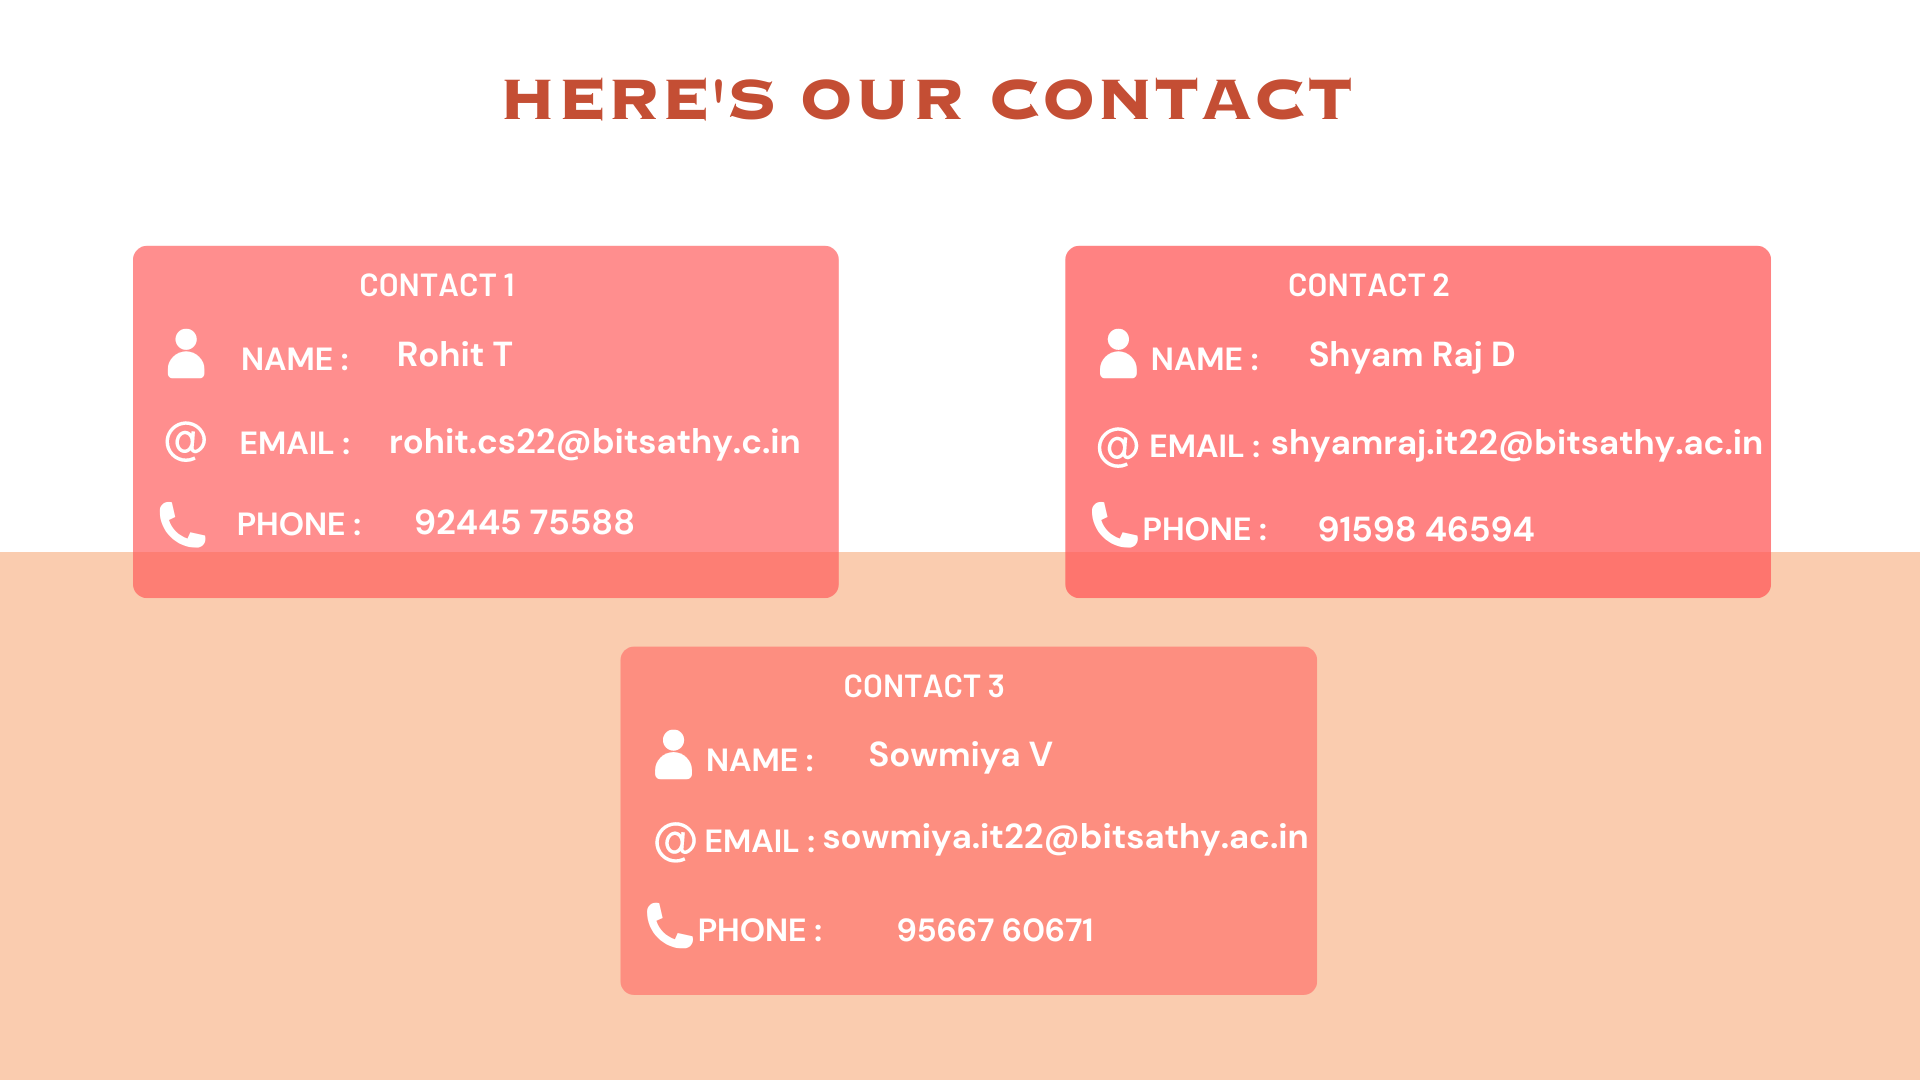 HERE'S OUR CONTACT
CONTACT 1
NAME : Rohit T
@ EMAIL : rohit.cs22@bitsathy.c.in
PHONE : 92445 75588
CONTACT 2
NAME : Shyam Raj D
@ EMAIL : shyamraj.it22@bitsathy.ac.in
PHONE : 91598 46594
CONTACT 3
NAME : Sowmiya V
@ EMAIL : sowmiya.it22@bitsathy.ac.in
PHONE : 95667 60671